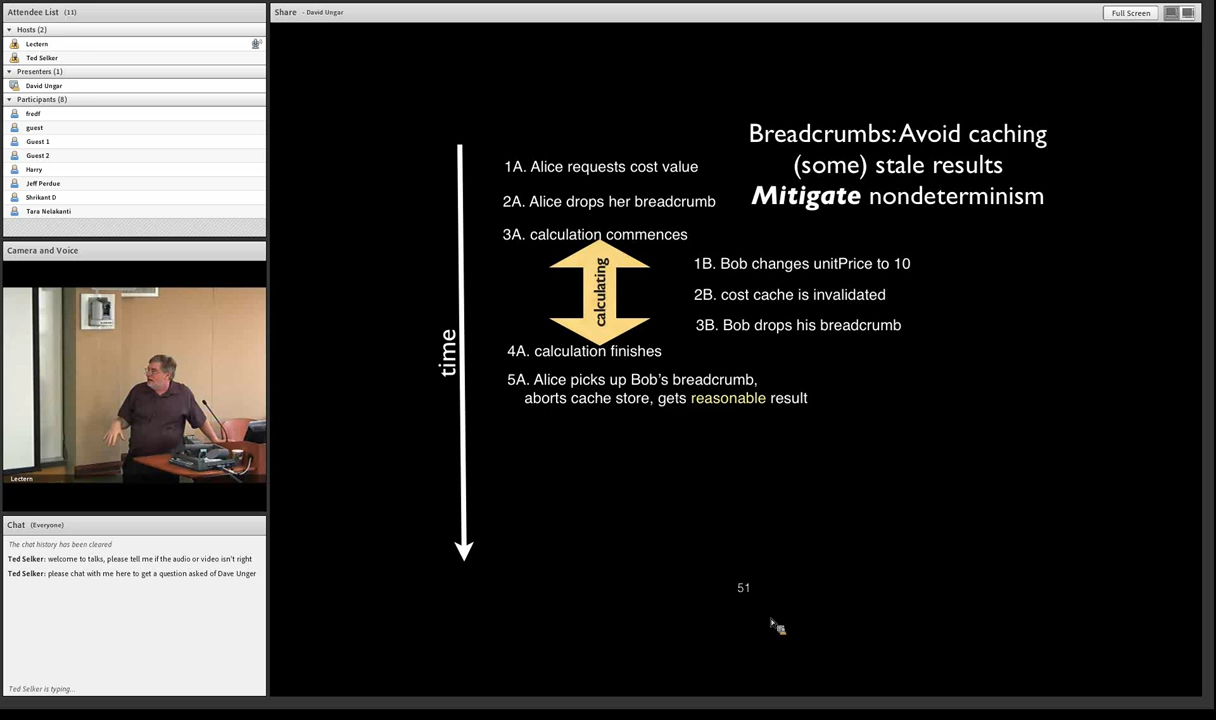 Attendee List (11)
Hosts (2)
Lectern
Ted Selker
Presenters (1)
David Ungar
Participants (8)
fredf
guest
Guest 1
Guest 2
Harry
Jeff Perdue
Shrikant D
Tara Nelakanti
Camera and Voice
Lectern
Chat (Everyone)
The chat history has been cleared
Ted Selker: welcome to talks, please tell me if the audio or video isn't right
Ted Selker: please chat with me here to get a question asked of Dave Unger
Ted Selker is typing...
Share - David Ungar
Full Screen
Breadcrumbs: Avoid caching
(some) stale results
Mitigate nondeterminism
time
1A. Alice requests cost value
2A. Alice drops her breadcrumb
3A. calculation commences
calculating
1B. Bob changes unitPrice to 10
2B. cost cache is invalidated
3B. Bob drops his breadcrumb
4A. calculation finishes
5A. Alice picks up Bob's breadcrumb,
aborts cache store, gets reasonable result
51